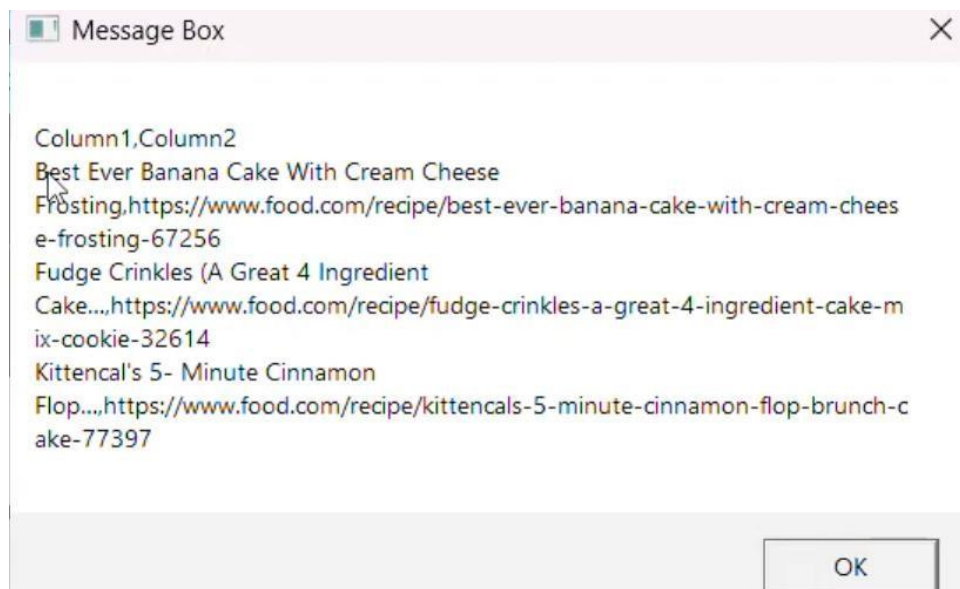 Message Box
Column1,Column2
Best Ever Banana Cake With Cream Cheese
Frosting,https://www.food.com/recipe/best-ever-banana-cake-with-cream-chees
e-frosting-67256
Fudge Crinkles (A Great 4 Ingredient
Cake...,https://www.food.com/recipe/fudge-crinkles-a-great-4-ingredient-cake-m
ix-cookie-32614
Kittencal's 5- Minute Cinnamon
Flop...,https://www.food.com/recipe/kittencals-5-minute-cinnamon-flop-brunch-c
ake-77397
OK